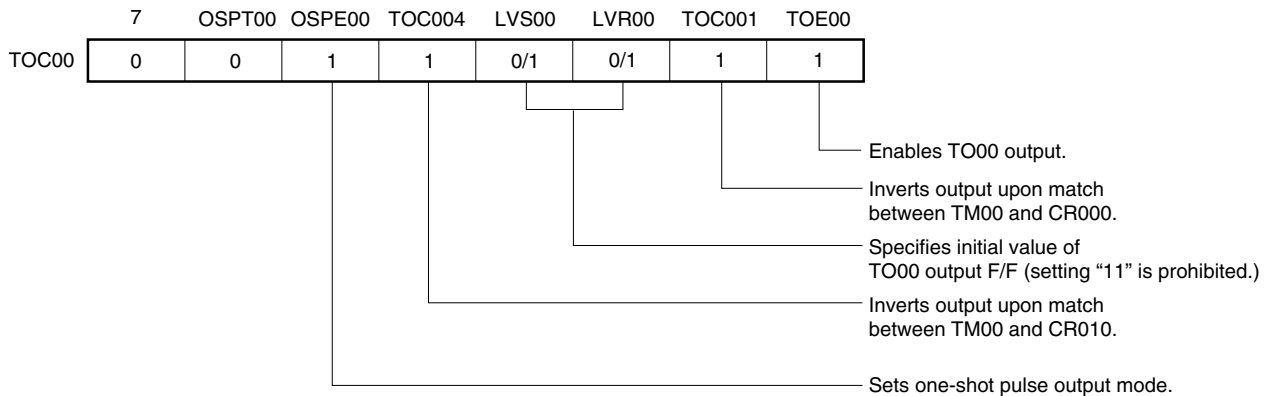 7 OSPT00 OSPE00 TOC004 LVS00 LVR00 TOC001 TOE00
TOC00 0 0 1 1 0/1 0/1 1 1
Enables TO00 output.
Inverts output upon match
between TM00 and CR000.
Specifies initial value of
TO00 output F/F (setting “11” is prohibited.)
Inverts output upon match
between TM00 and CR010.
Sets one-shot pulse output mode.